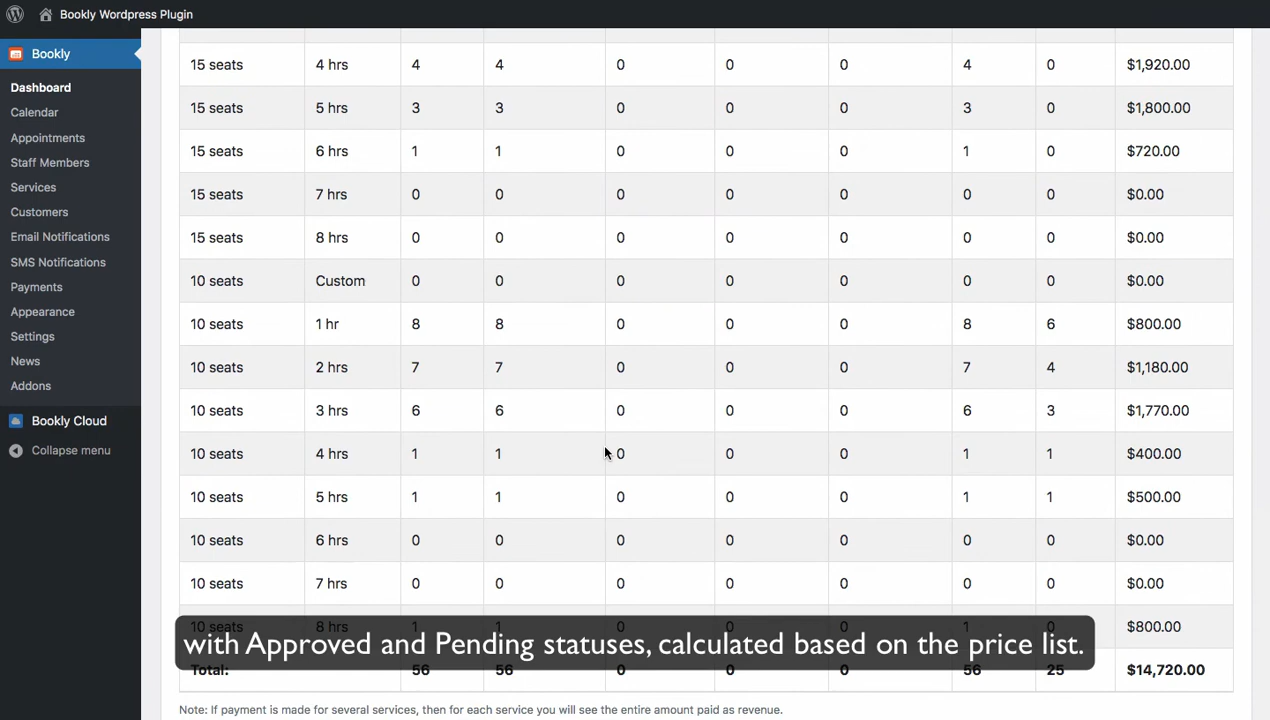 Bookly Wordpress Plugin
Bookly
Dashboard
Calendar
Appointments
Staff Members
Services
Customers
Email Notifications
SMS Notifications
Payments
Appearance
Settings
News
Addons
Bookly Cloud
Collapse menu
15 seats 4 hrs 4 4 0 0 0 4 0 $1,920.00
15 seats 5 hrs 3 3 0 0 0 3 0 $1,800.00
15 seats 6 hrs 1 1 0 0 0 1 0 $720.00
15 seats 7 hrs 0 0 0 0 0 0 0 $0.00
15 seats 8 hrs 0 0 0 0 0 0 0 $0.00
10 seats Custom 0 0 0 0 0 0 0 $0.00
10 seats 1 hr 8 8 0 0 0 8 6 $800.00
10 seats 2 hrs 7 7 0 0 0 7 4 $1,180.00
10 seats 3 hrs 6 6 0 0 0 6 3 $1,770.00
10 seats 4 hrs 1 1 0 0 0 1 1 $400.00
10 seats 5 hrs 1 1 0 0 0 1 1 $500.00
10 seats 6 hrs 0 0 0 0 0 0 0 $0.00
10 seats 7 hrs 0 0 0 0 0 0 0 $0.00
10 seats 8 hrs 1 1 0 0 0 1 0 $800.00
with Approved and Pending statuses, calculated based on the price list.
Total: 56 56 0 0 0 56 25 $14,720.00
Note: If payment is made for several services, then for each service you will see the entire amount paid as revenue.